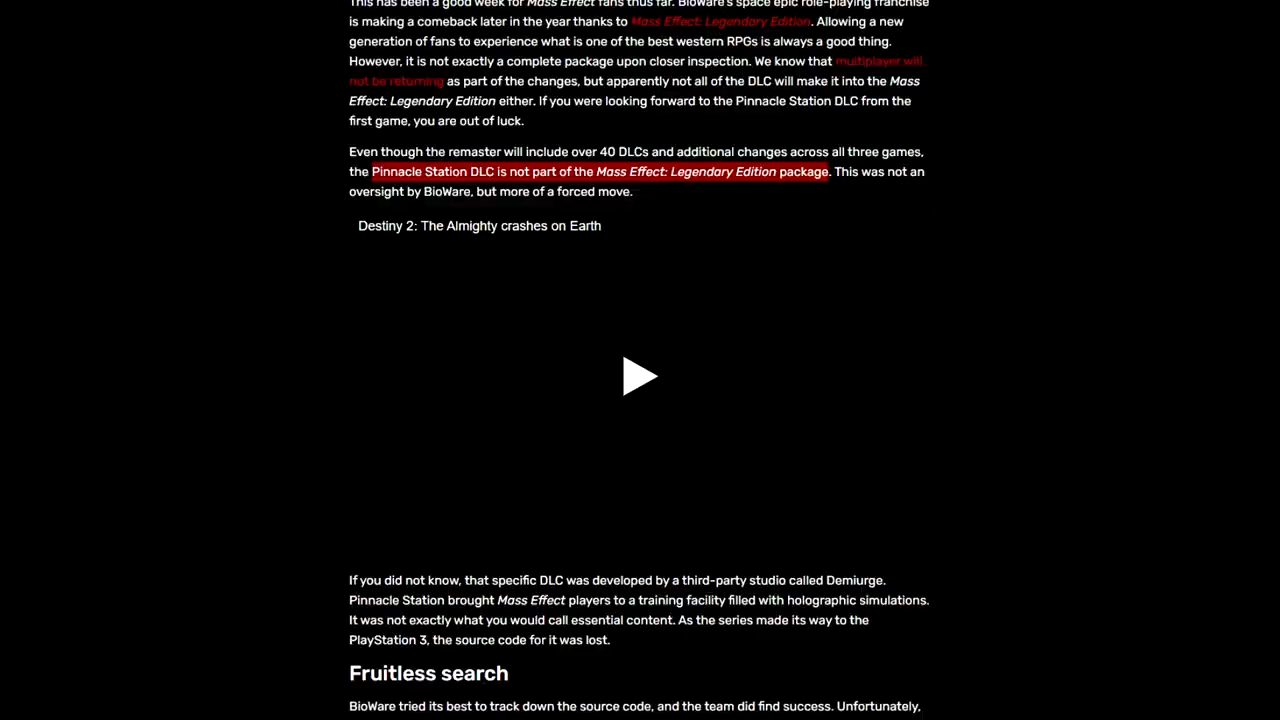 This has been a good week for Mass Effect fans thus far. BioWare's space epic role-playing franchise
is making a comeback later in the year thanks to Mass Effect: Legendary Edition. Allowing a new
generation of fans to experience what is one of the best western RPGs is always a good thing.
However, it is not exactly a complete package upon closer inspection. We know that multiplayer will
not be returning as part of the changes, but apparently not all of the DLC will make it into the Mass
Effect: Legendary Edition either. If you were looking forward to the Pinnacle Station DLC from the
first game, you are out of luck.
Even though the remaster will include over 40 DLCs and additional changes across all three games,
the Pinnacle Station DLC is not part of the Mass Effect: Legendary Edition package. This was not an
oversight by BioWare, but more of a forced move.
Destiny 2: The Almighty crashes on Earth
If you did not know, that specific DLC was developed by a third-party studio called Demiurge.
Pinnacle Station brought Mass Effect players to a training facility filled with holographic simulations.
It was not exactly what you would call essential content. As the series made its way to the
PlayStation 3, the source code for it was lost.
Fruitless search
BioWare tried its best to track down the source code, and the team did find success. Unfortunately,